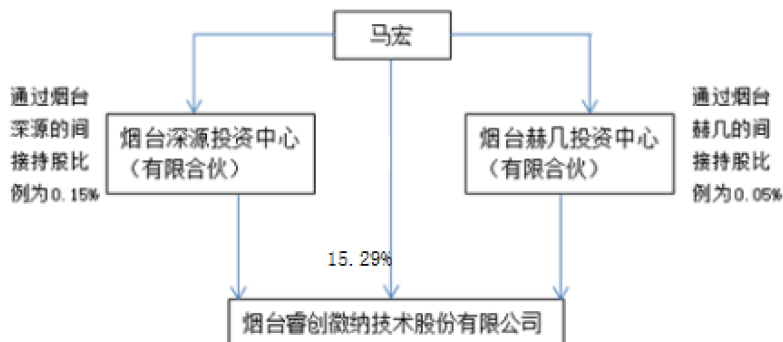 马宏
通过烟台
深源的间
接持股比
例为0.15%
烟台深源投资中心
（有限合伙）
烟台赫几投资中心
（有限合伙）
通过烟台
赫几的间
接持股比
例为0.05%
15.29%
烟台睿创微纳技术股份有限公司